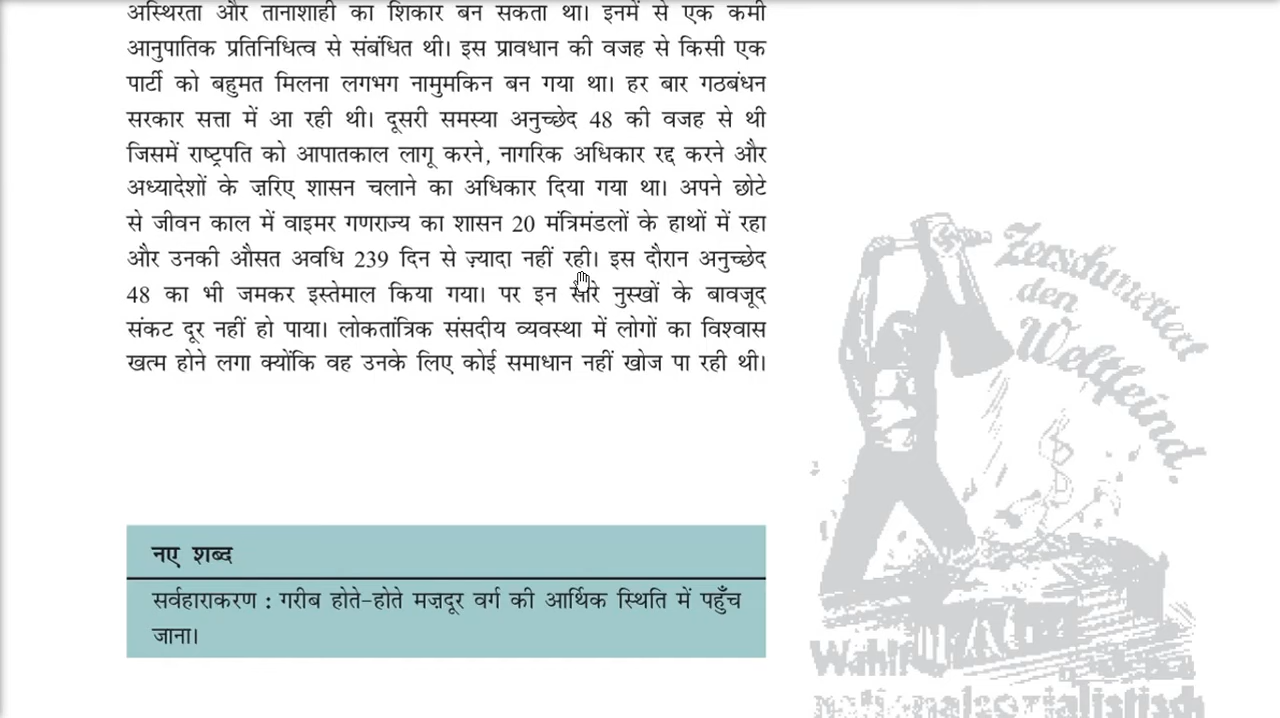 अस्थिरता और तानाशाही का शिकार बन सकता था। इनमें से एक कमी
आनुपातिक प्रतिनिधित्व से संबंधित थी। इस प्रावधान की वजह से किसी एक
पार्टी को बहुमत मिलना लगभग नामुमकिन बन गया था। हर बार गठबंधन
सरकार सत्ता में आ रही थी। दूसरी समस्या अनुच्छेद 48 की वजह से थी
जिसमें राष्ट्रपति को आपातकाल लागू करने, नागरिक अधिकार रद्द करने और
अध्यादेशों के ज़रिए शासन चलाने का अधिकार दिया गया था। अपने छोटे
से जीवन काल में वाइमर गणराज्य का शासन 20 मंत्रिमंडलों के हाथों में रहा
और उनकी औसत अवधि 239 दिन से ज़्यादा नहीं रही। इस दौरान अनुच्छेद
48 का भी जमकर इस्तेमाल किया गया। पर इन सारे नुस्खों के बावजूद
संकट दूर नहीं हो पाया। लोकतांत्रिक संसदीय व्यवस्था में लोगों का विश्वास
खत्म होने लगा क्योंकि वह उनके लिए कोई समाधान नहीं खोज पा रही थी।
Zerschmettert
den
Weltfeind.
नए शब्द
सर्वहाराकरण : गरीब होते-होते मज़दूर वर्ग की आर्थिक स्थिति में पहुँच
जाना।
nationalsozialistisch